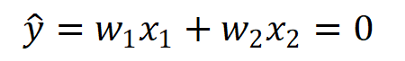 ŷ = w₁x₁ + w₂x₂ = 0